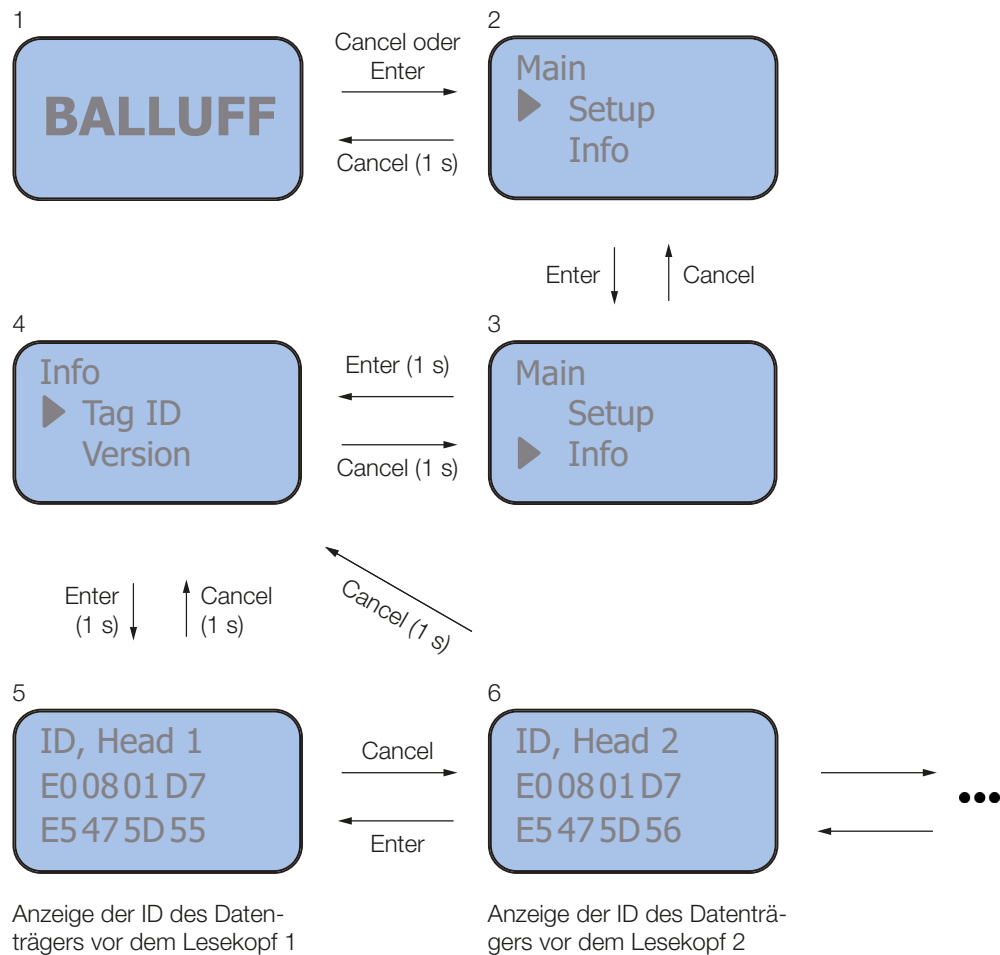 1
BALLUFF
Cancel oder
Enter
Cancel (1 s)
2
Main
Setup
Info
Enter
Cancel
4
Info
Tag ID
Version
Enter (1 s)
Cancel (1 s)
3
Main
Setup
Info
Enter
(1 s)
Cancel
(1 s)
Cancel (1 s)
5
ID, Head 1
E0 08 01 D7
E5 47 5D 55
Cancel
Enter
6
ID, Head 2
E0 08 01 D7
E5 47 5D 56
Anzeige der ID des Daten-
trägers vor dem Lesekopf 1
Anzeige der ID des Datenträ-
gers vor dem Lesekopf 2